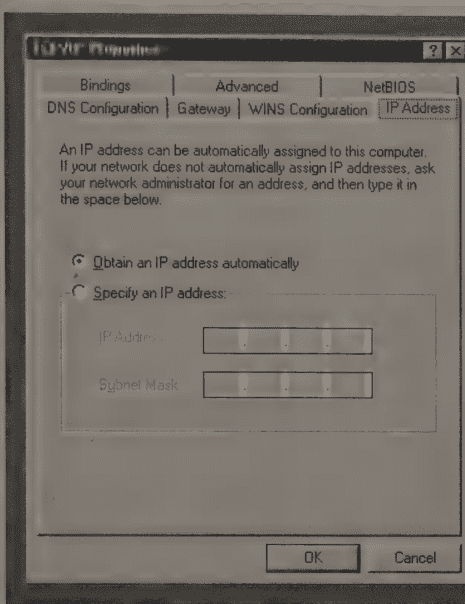 TCP/IP Properties
? ×
Bindings Advanced NetBIOS
DNS Configuration Gateway WINS Configuration IP Address
An IP address can be automatically assigned to this computer.
If your network does not automatically assign IP addresses, ask
your network administrator for an address, and then type it in
the space below.
Obtain an IP address automatically
Specify an IP address:
IP Address
Subnet Mask
OK Cancel